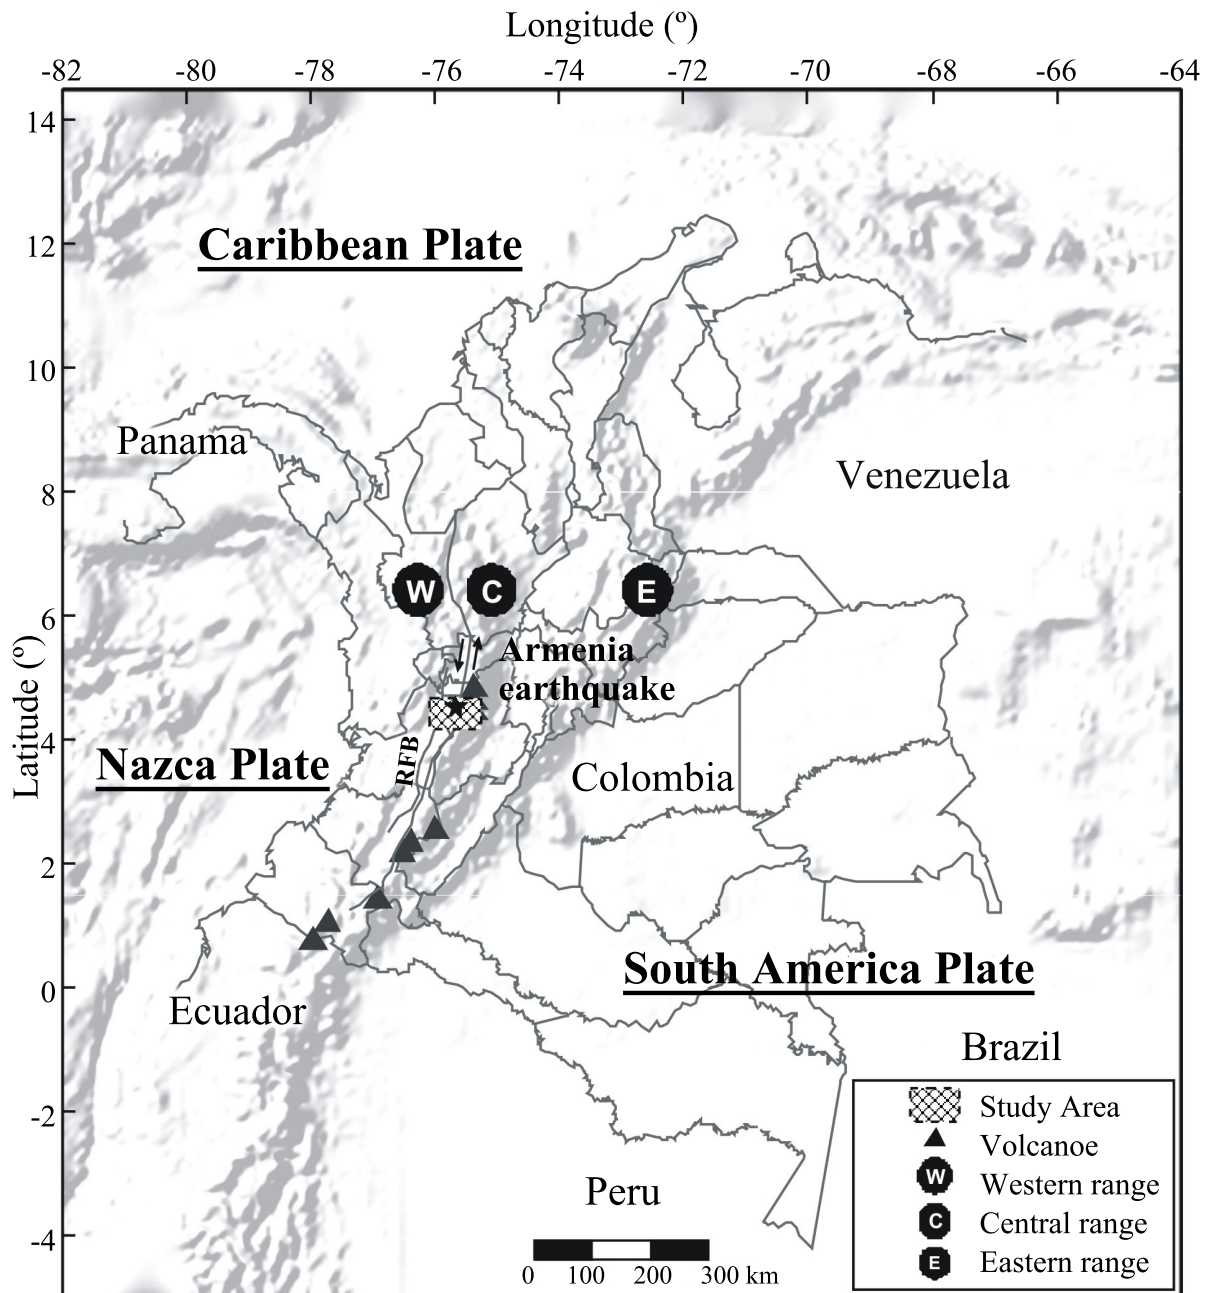 Longitude (º)
-82 -80 -78 -76 -74 -72 -70 -68 -66 -64
14
Caribbean Plate
12
10
Panama
Venezuela
8
W C E
6
Armenia
earthquake
Latitude (º)
4
RFB
Nazca Plate
Colombia
2
South America Plate
0
Ecuador
Brazil
-2
Study Area
Volcanoe
W Western range
Peru
C Central range
-4
E Eastern range
0 100 200 300 km